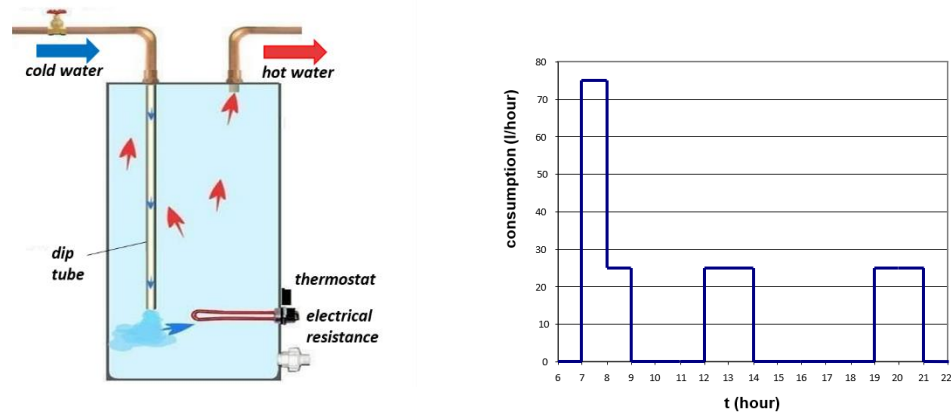 cold water
hot water
dip
tube
thermostat
electrical
resistance
consumption (l/hour)
80
70
60
50
40
30
20
10
0
6 7 8 9 10 11 12 13 14 15 16 17 18 19 20 21 22
t (hour)